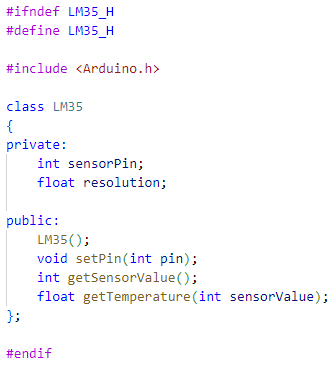 #ifndef LM35_H
#define LM35_H

#include <Arduino.h>

class LM35
{
private:
    int sensorPin;
    float resolution;

public:
    LM35();
    void setPin(int pin);
    int getSensorValue();
    float getTemperature(int sensorValue);
};

#endif